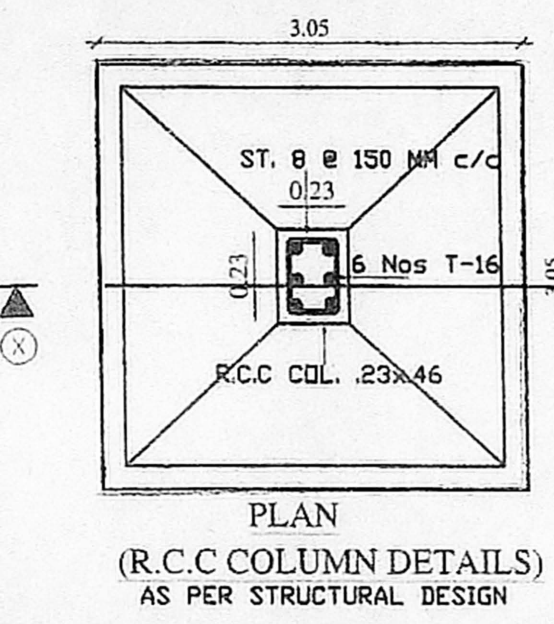 3.05
ST. 8 @ 150 MM c/c
0.23
0.23
6 Nos T-16
X
R.C.C COL. .23x.46
PLAN
(R.C.C COLUMN DETAILS)
AS PER STRUCTURAL DESIGN